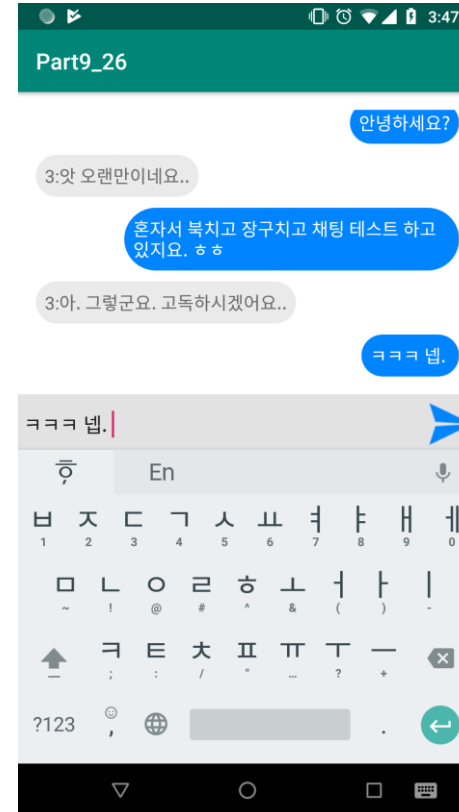 3:47
Part9_26
안녕하세요?
3:앗 오랜만이네요..
혼자서 북치고 장구치고 채팅 테스트 하고
있지요. ㅎㅎ
3:아. 그렇군요. 고독하시겠어요..
ㅋㅋㅋ 넵.
ㅋㅋㅋ 넵.
En
ㅂ ㅈ ㄷ ㄱ ㅅ ㅛ ㅕ ㅑ ㅐ ㅔ
1 2 3 4 5 6 7 8 9 0
ㅁ ㄴ ㅇ ㄹ ㅎ ㅗ ㅓ ㅏ ㅣ
~ ! @ # ^ & ( ) -
ㅋ ㅌ ㅊ ㅍ ㅠ ㅜ ㅡ
; : / " ... ? +
?123 , .